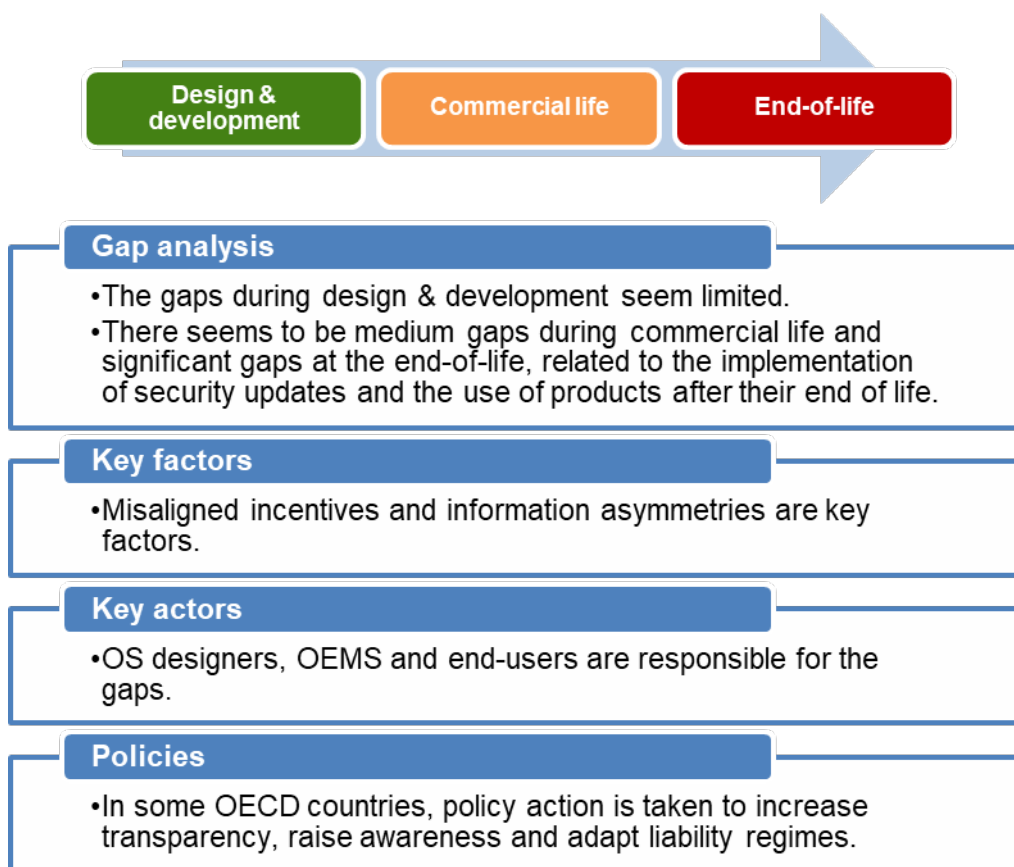 Design &
development
Commercial life
End-of-life
Gap analysis
•The gaps during design & development seem limited.
•There seems to be medium gaps during commercial life and
significant gaps at the end-of-life, related to the implementation
of security updates and the use of products after their end of life.
Key factors
•Misaligned incentives and information asymmetries are key
factors.
Key actors
•OS designers, OEMS and end-users are responsible for the
gaps.
Policies
•In some OECD countries, policy action is taken to increase
transparency, raise awareness and adapt liability regimes.